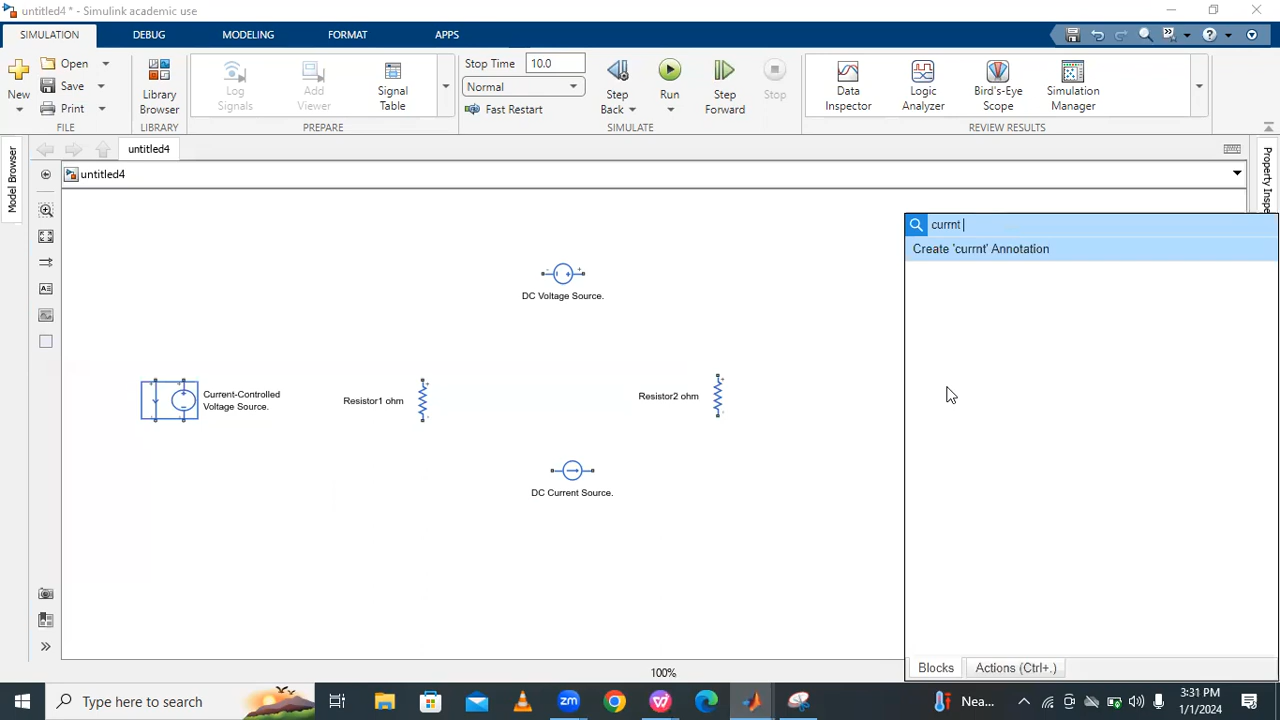 untitled4 * - Simulink academic use
SIMULATION
DEBUG
MODELING
FORMAT
APPS
New
Open
Save
Print
FILE
Library
Browser
LIBRARY
Log
Signals
Add
Viewer
Signal
Table
PREPARE
Stop Time 10.0
Normal
Fast Restart
Step
Back
Run
Step
Forward
Stop
SIMULATE
Data
Inspector
Logic
Analyzer
Bird's-Eye
Scope
Simulation
Manager
REVIEW RESULTS
Model Browser
untitled4
untitled4
Property Inspe
currnt
Create 'currnt' Annotation
DC Voltage Source.
Current-Controlled
Voltage Source.
Resistor1 ohm
Resistor2 ohm
DC Current Source.
100%
Blocks
Actions (Ctrl+.)
Type here to search
Nea...
3:31 PM
1/1/2024